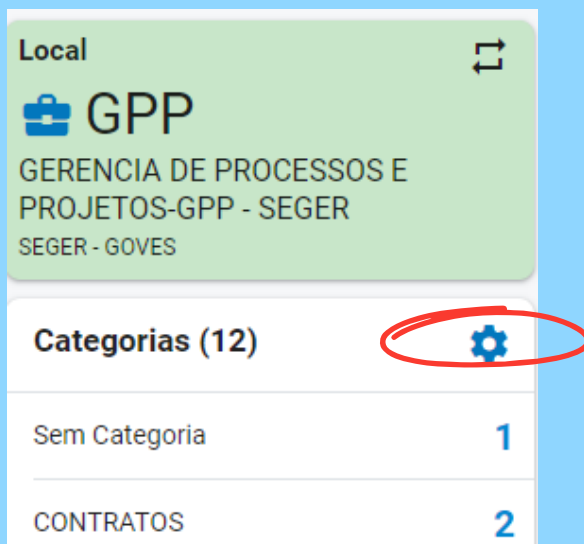 Local
GPP
GERENCIA DE PROCESSOS E
PROJETOS-GPP - SEGER
SEGER - GOVES
Categorias (12)
Sem Categoria 1
CONTRATOS 2